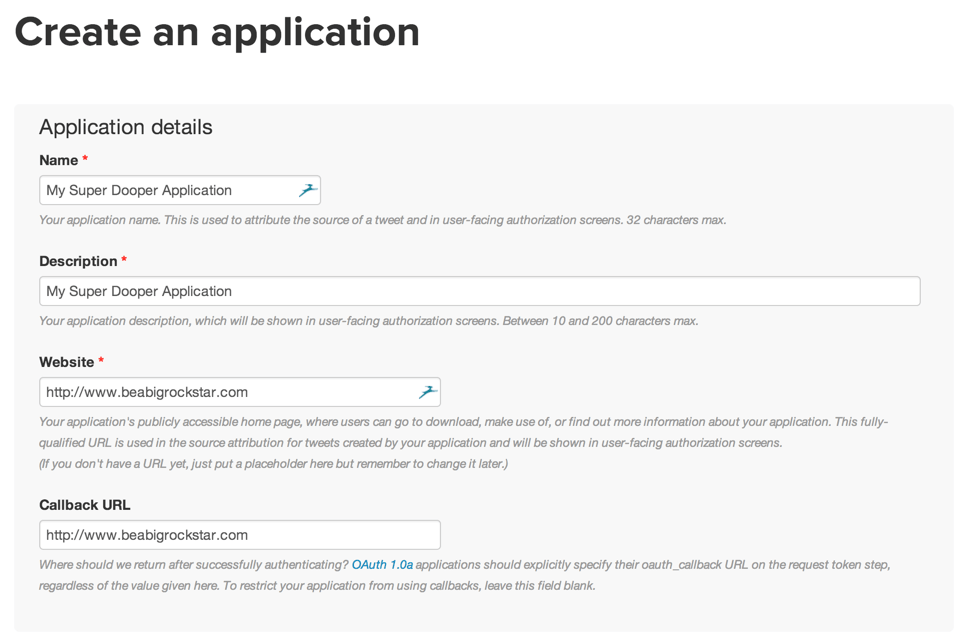 Create an application
Application details
Name *
My Super Dooper Application
Your application name. This is used to attribute the source of a tweet and in user-facing authorization screens. 32 characters max.
Description *
My Super Dooper Application
Your application description, which will be shown in user-facing authorization screens. Between 10 and 200 characters max.
Website *
http://www.beabigrockstar.com
Your application's publicly accessible home page, where users can go to download, make use of, or find out more information about your application. This fully-
qualified URL is used in the source attribution for tweets created by your application and will be shown in user-facing authorization screens.
(If you don't have a URL yet, just put a placeholder here but remember to change it later.)
Callback URL
http://www.beabigrockstar.com
Where should we return after successfully authenticating? OAuth 1.0a applications should explicitly specify their oauth_callback URL on the request token step,
regardless of the value given here. To restrict your application from using callbacks, leave this field blank.